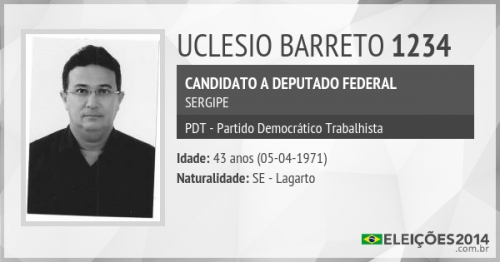 UCLESIO BARRETO 1234
CANDIDATO A DEPUTADO FEDERAL
SERGIPE
PDT - Partido Democrático Trabalhista
Idade: 43 anos (05-04-1971)
Naturalidade: SE - Lagarto
ELEIÇÕES2014
.com.br